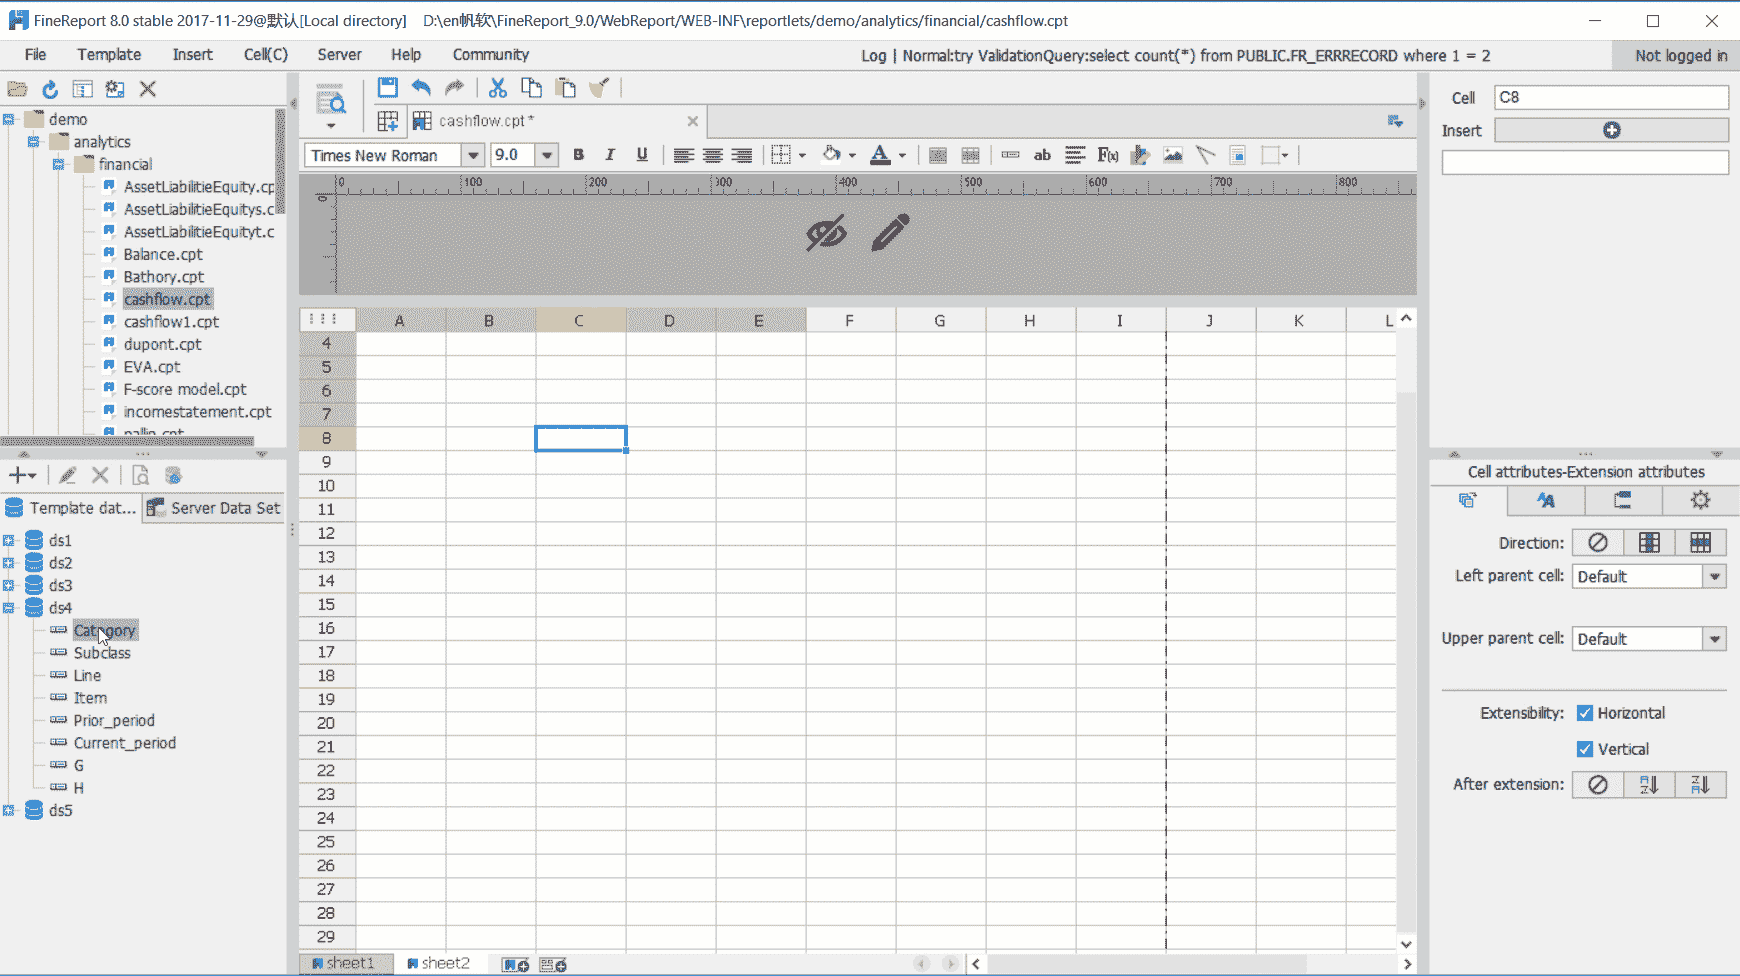 FineReport 8.0 stable 2017-11-29@默认[Local directory] D:\en帆软\FineReport_9.0/WebReport/WEB-INF\reportlets/demo/analytics/financial/cashflow.cpt
File Template Insert Cell(C) Server Help Community Log | Normal:try ValidationQuery:select count(*) from PUBLIC.FR_ERRRECORD where 1 = 2 Not logged in
demo
analytics
financial
AssetLiabilitieEquity.cp
AssetLiabilitieEquitys.c
AssetLiabilitieEquityt.c
Balance.cpt
Bathory.cpt
cashflow.cpt
cashflow1.cpt
dupont.cpt
EVA.cpt
F-score model.cpt
incomestatement.cpt
Template dat... Server Data Set
ds1
ds2
ds3
ds4
Category
Subclass
Line
Item
Prior_period
Current_period
G
H
ds5
cashflow.cpt *
Times New Roman 9.0 B I U A ab F(x)
0 100 200 300 400 500 600 700 800
0
A B C D E F G H I J K L
4
5
6
7
8
9
10
11
12
13
14
15
16
17
18
19
20
21
22
23
24
25
26
27
28
29
sheet1 sheet2
Cell C8
Insert
Cell attributes-Extension attributes
Direction:
Left parent cell: Default
Upper parent cell: Default
Extensibility: Horizontal
Vertical
After extension: